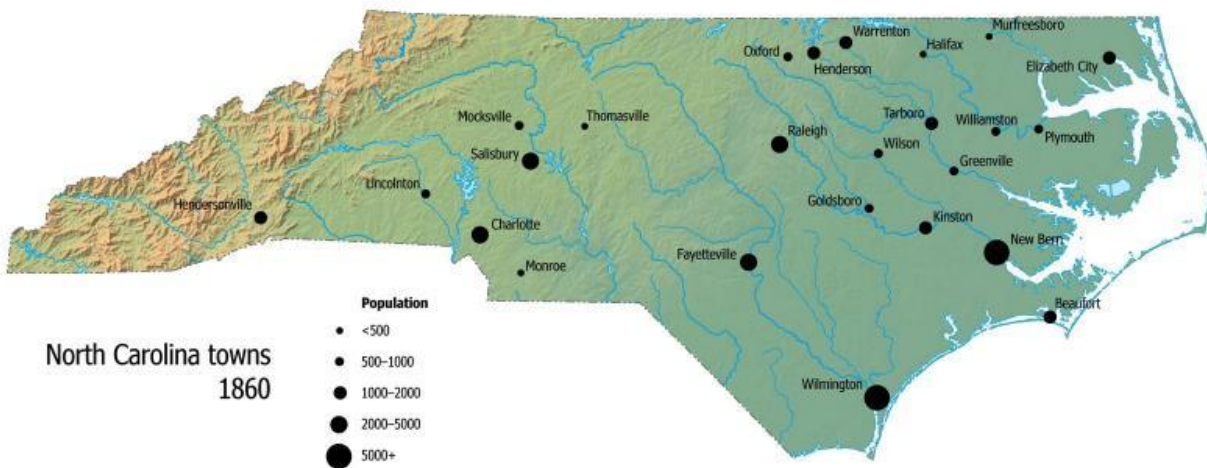 Murfreesboro
Warrenton
Halifax
Oxford
Henderson
Elizabeth City
Mocksville
Thomasville
Tarboro
Williamston
Plymouth
Raleigh
Wilson
Salisbury
Greenville
Lincolnton
Hendersonville
Goldsboro
Kinston
Charlotte
New Bern
Fayetteville
Monroe
Beaufort
Population
<500
North Carolina towns
1860
500–1000
1000–2000
2000–5000
5000+
Wilmington